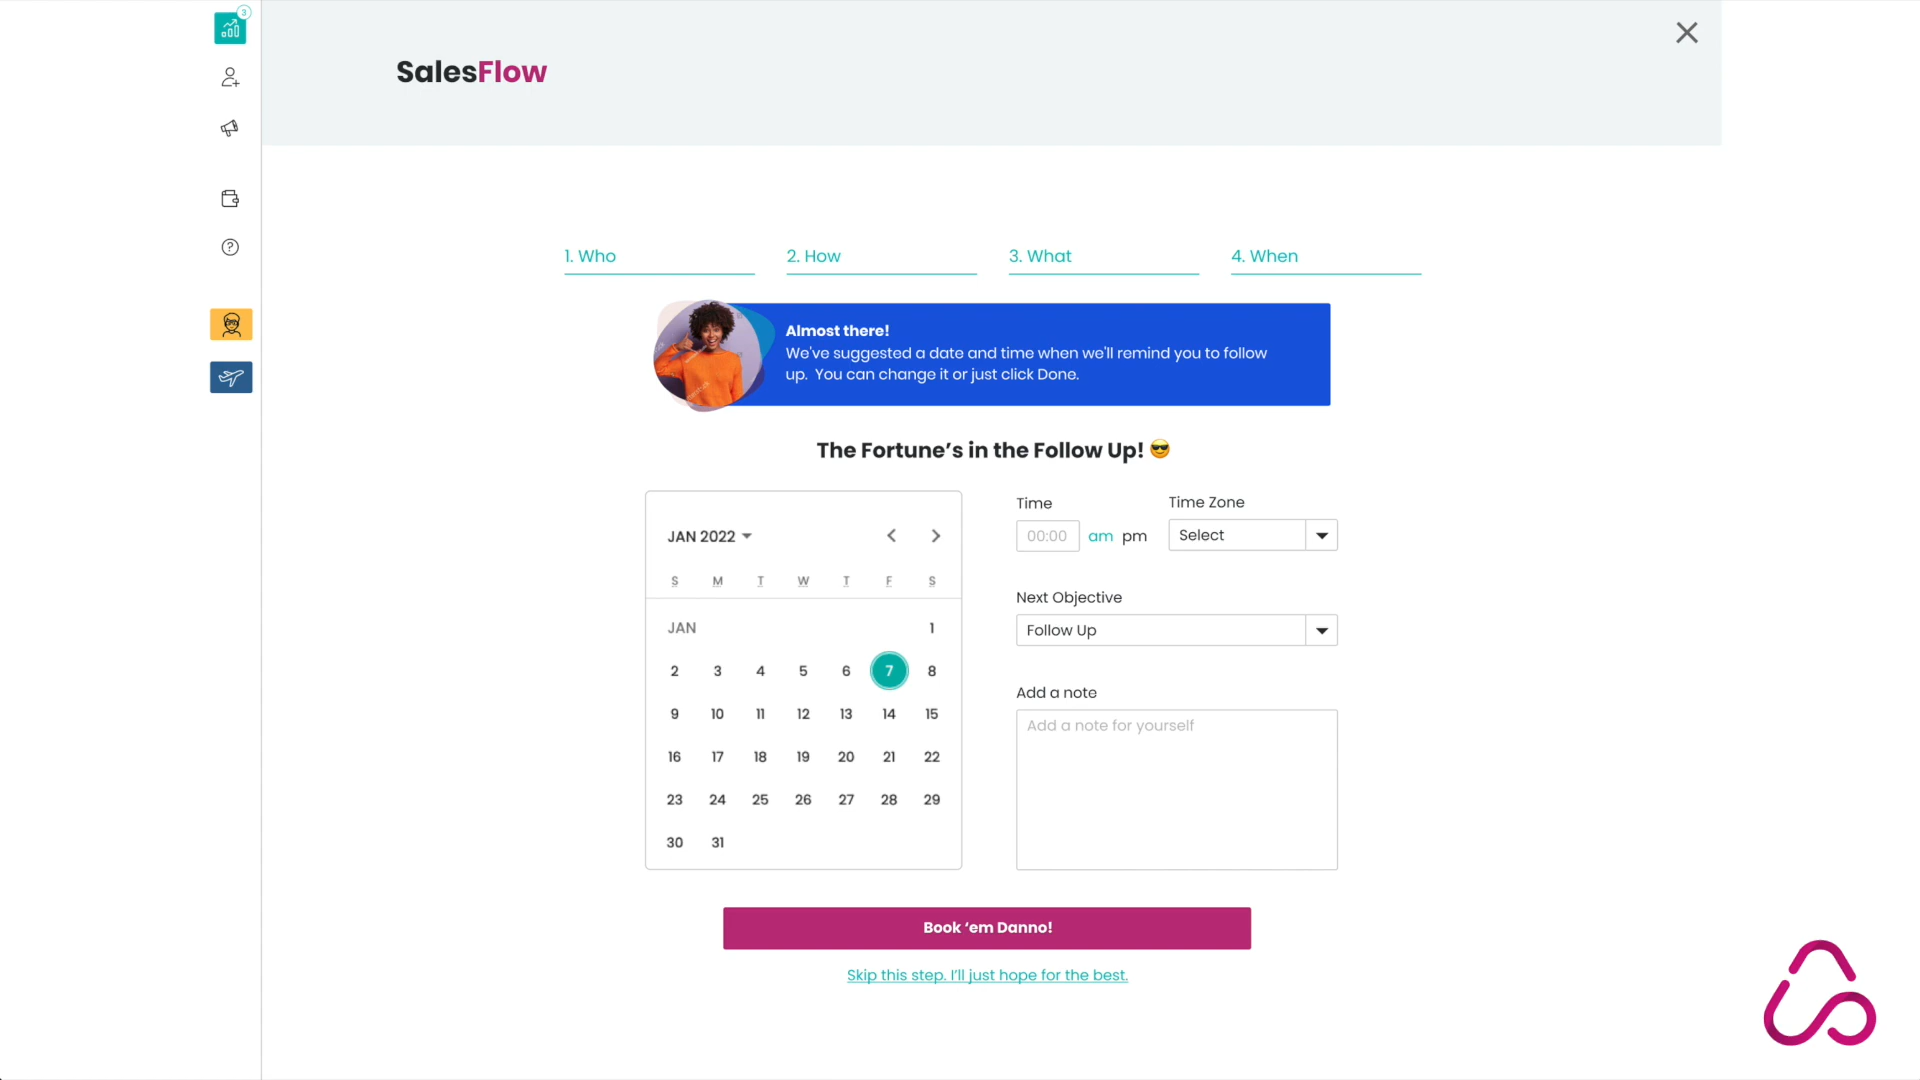 3
SalesFlow
1. Who
2. How
3. What
4. When
Almost there!
We've suggested a date and time when we'll remind you to follow
up. You can change it or just click Done.
The Fortune's in the Follow Up! 😎
JAN 2022
S M T W T F S
JAN 1
2 3 4 5 6 7 8
9 10 11 12 13 14 15
16 17 18 19 20 21 22
23 24 25 26 27 28 29
30 31
Time
00:00 am pm
Time Zone
Select
Next Objective
Follow Up
Add a note
Add a note for yourself
Book ‘em Danno!
Skip this step. I’ll just hope for the best.